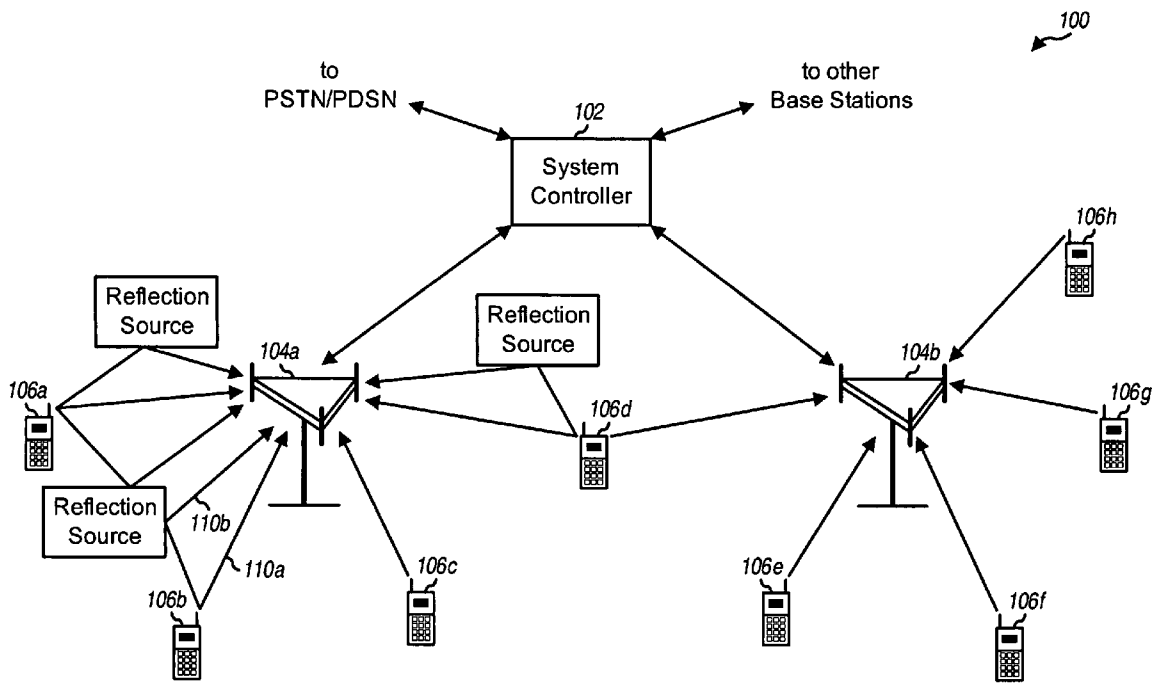 100
to
PSTN/PDSN
to other
Base Stations
102
System
Controller
106h
Reflection
Source
Reflection
Source
104a
104b
106a
106d
106g
Reflection
Source
110b
110a
106c
106e
106b
106f